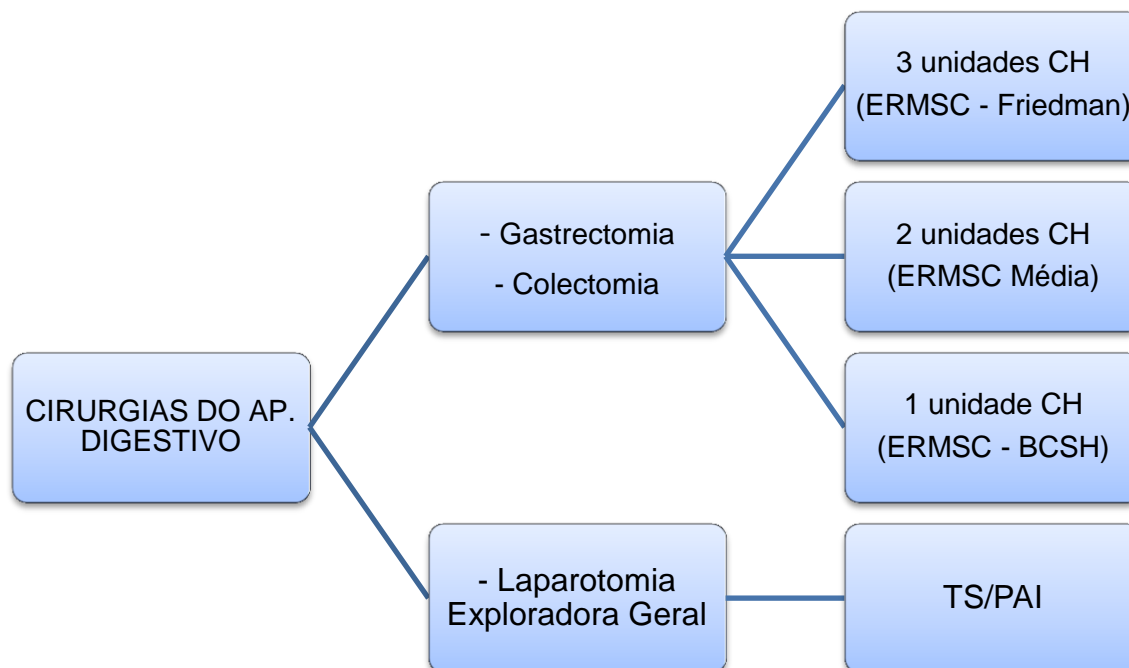 CIRURGIAS DO AP.
DIGESTIVO
- Gastrectomia
- Colectomia
3 unidades CH
(ERMSC - Friedman)
2 unidades CH
(ERMSC Média)
1 unidade CH
(ERMSC - BCSH)
- Laparotomia
Exploradora Geral
TS/PAI